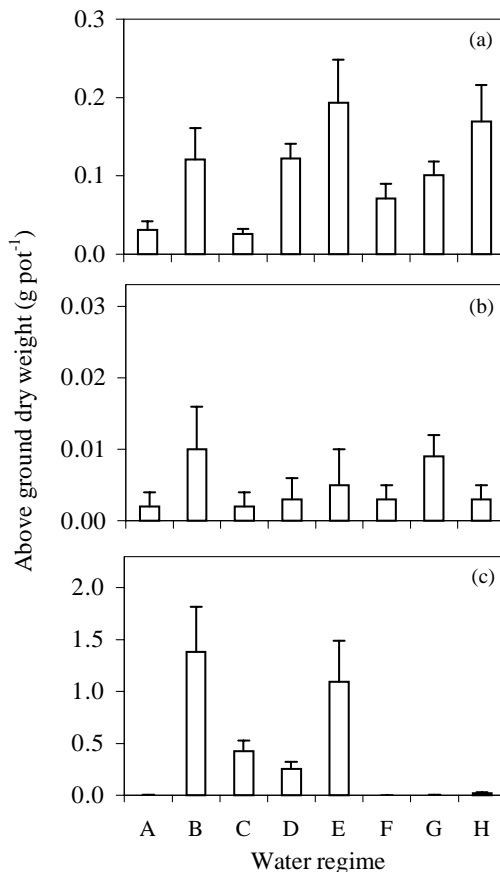 (a)
0.3
0.2
0.1
0.0
(b)
0.03
0.02
0.01
0.00
(c)
2.0
1.5
1.0
0.5
0.0
Above ground dry weight (g pot⁻¹)
A B C D E F G H
Water regime